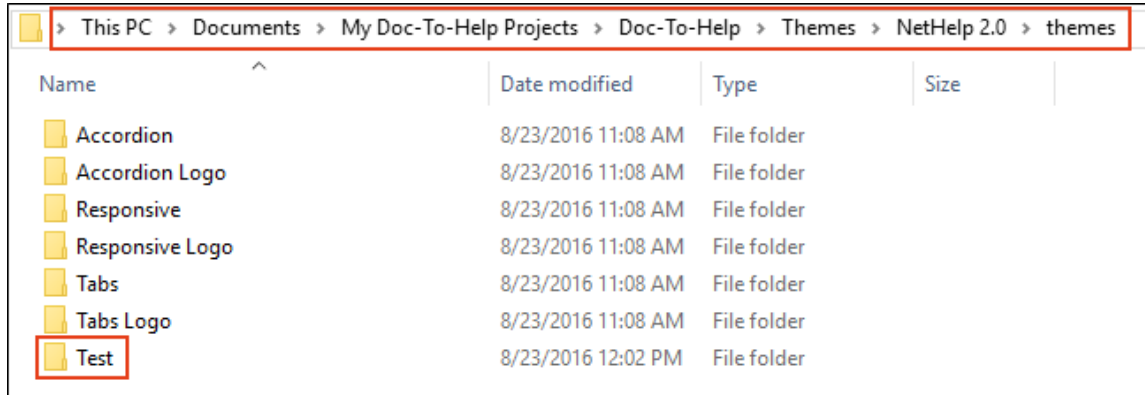 > This PC > Documents > My Doc-To-Help Projects > Doc-To-Help > Themes > NetHelp 2.0 > themes
Name Date modified Type Size
Accordion 8/23/2016 11:08 AM File folder
Accordion Logo 8/23/2016 11:08 AM File folder
Responsive 8/23/2016 11:08 AM File folder
Responsive Logo 8/23/2016 11:08 AM File folder
Tabs 8/23/2016 11:08 AM File folder
Tabs Logo 8/23/2016 11:08 AM File folder
Test 8/23/2016 12:02 PM File folder